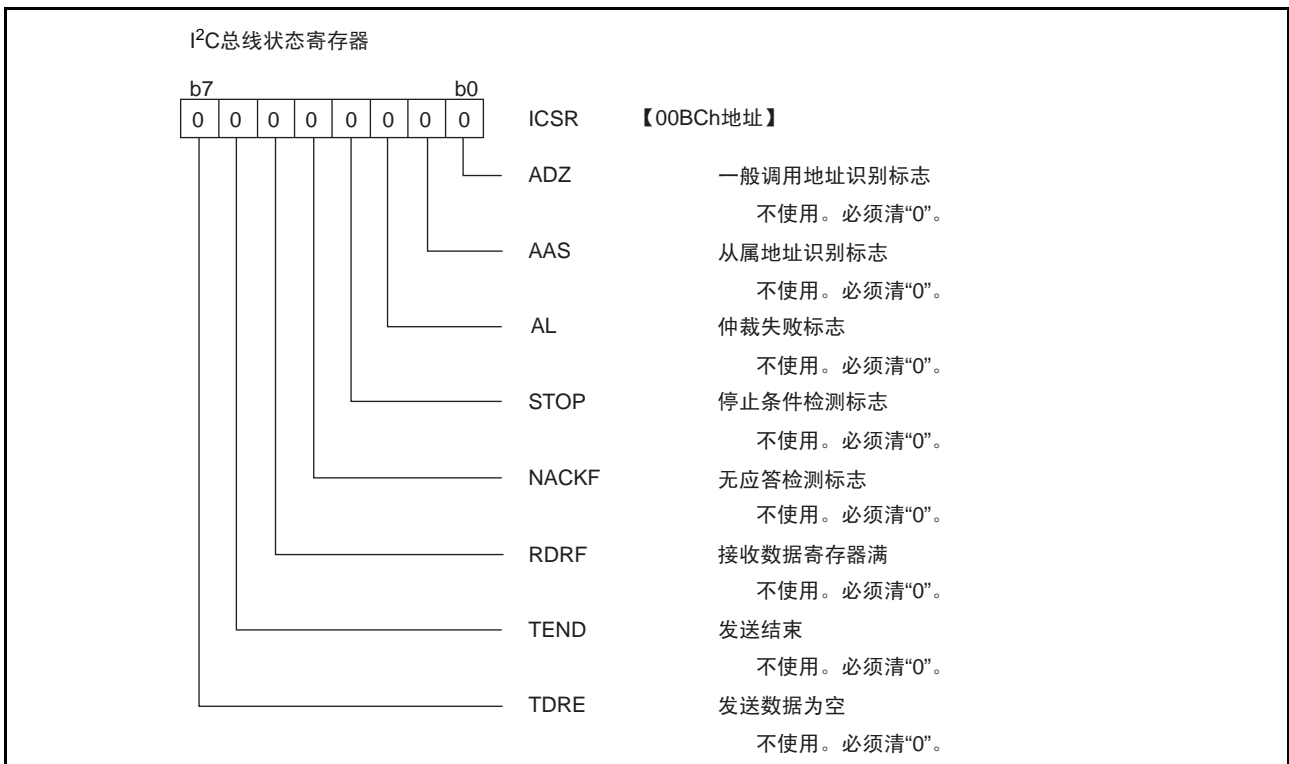 I²C总线状态寄存器
b7 b0
0 0 0 0 0 0 0 0 ICSR 【00BCh地址】
ADZ 一般调用地址识别标志
不使用。必须清“0”。
AAS 从属地址识别标志
不使用。必须清“0”。
AL 仲裁失败标志
不使用。必须清“0”。
STOP 停止条件检测标志
不使用。必须清“0”。
NACKF 无应答检测标志
不使用。必须清“0”。
RDRF 接收数据寄存器满
不使用。必须清“0”。
TEND 发送结束
不使用。必须清“0”。
TDRE 发送数据为空
不使用。必须清“0”。